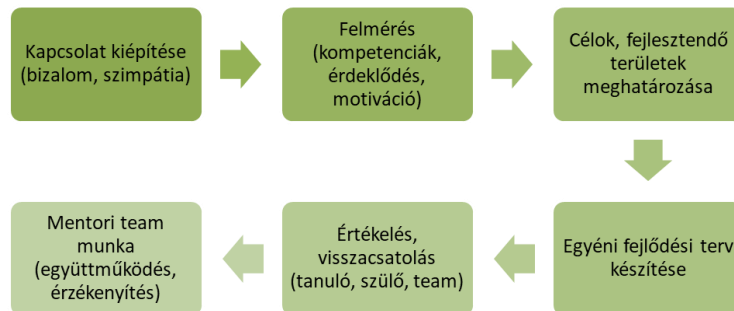 Kapcsolat kiépítése
(bizalom, szimpátia)
Felmérés
(kompetenciák,
érdeklődés,
motiváció)
Célok, fejlesztendő
területek
meghatározása
Egyéni fejlődési terv
készítése
Értékelés,
visszacsatolás
(tanuló, szülő, team)
Mentori team
munka
(együttműködés,
érzékenyítés)